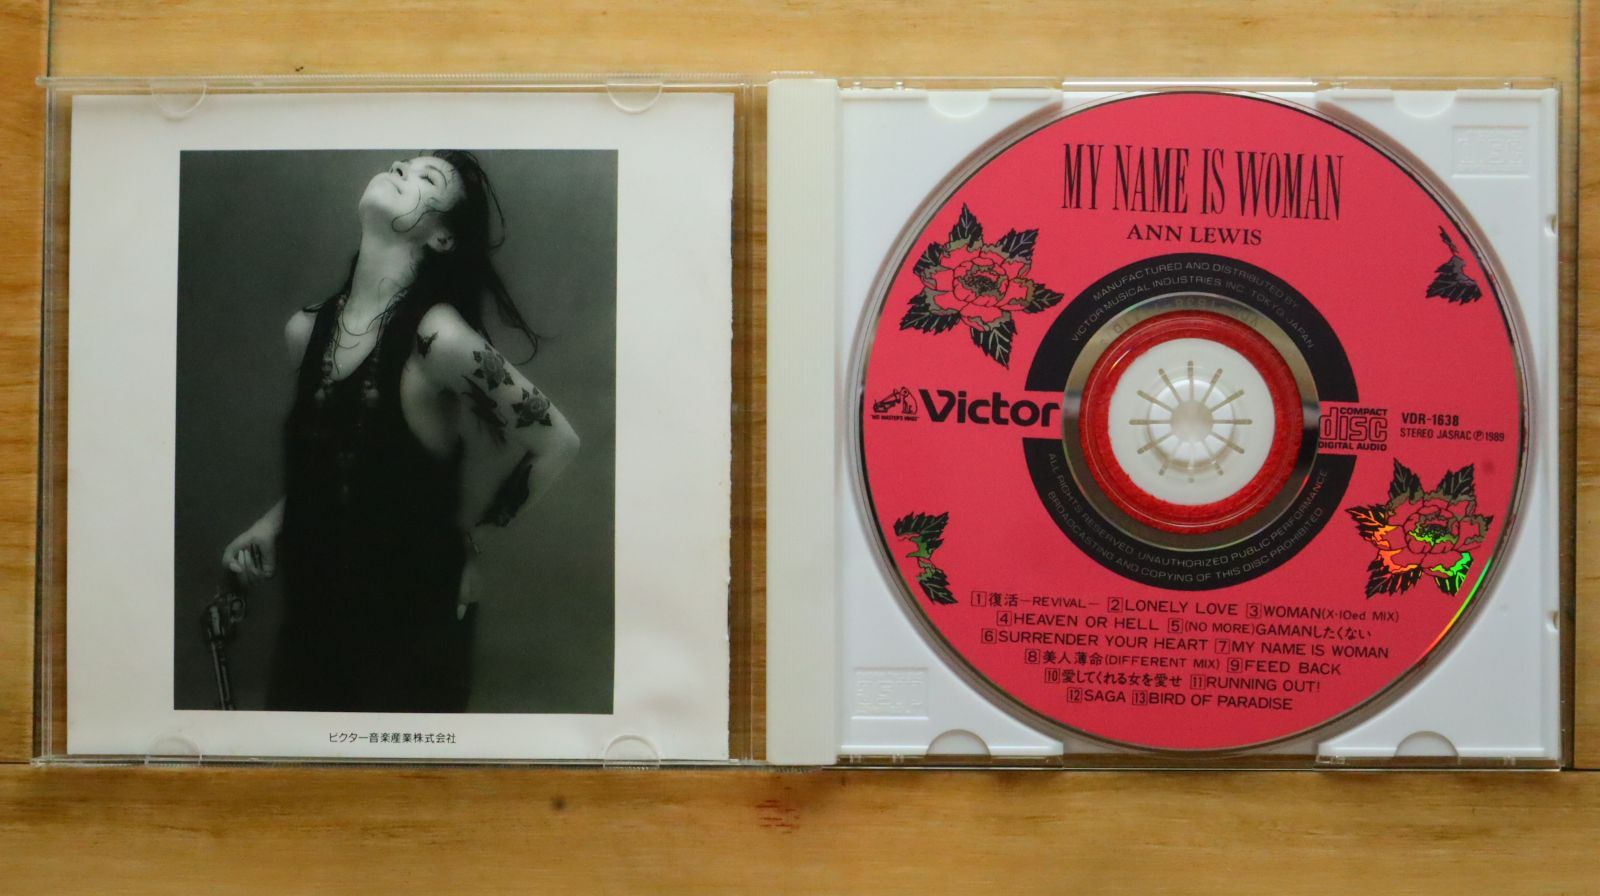 ビクター音楽産業株式会社
MY NAME IS WOMAN
ANN LEWIS
MANUFACTURED AND DISTRIBUTED BY
VICTOR MUSICAL INDUSTRIES INC. TOKYO, JAPAN
"HIS MASTER'S VOICE"
Victor
COMPACT
disc
DIGITAL AUDIO
VDR-1638
STEREO JASRAC Ⓟ1989
ALL RIGHTS RESERVED. UNAUTHORIZED PUBLIC PERFORMANCE
BROADCASTING AND COPYING OF THIS DISC PROHIBITED
1 復活-REVIVAL- 2 LONELY LOVE 3 WOMAN(X-10ed MIX)
4 HEAVEN OR HELL 5 (NO MORE)GAMANしたくない
6 SURRENDER YOUR HEART 7 MY NAME IS WOMAN
8 美人薄命(DIFFERENT MIX) 9 FEED BACK
10 愛してくれる女を愛せ 11 RUNNING OUT!
12 SAGA 13 BIRD OF PARADISE